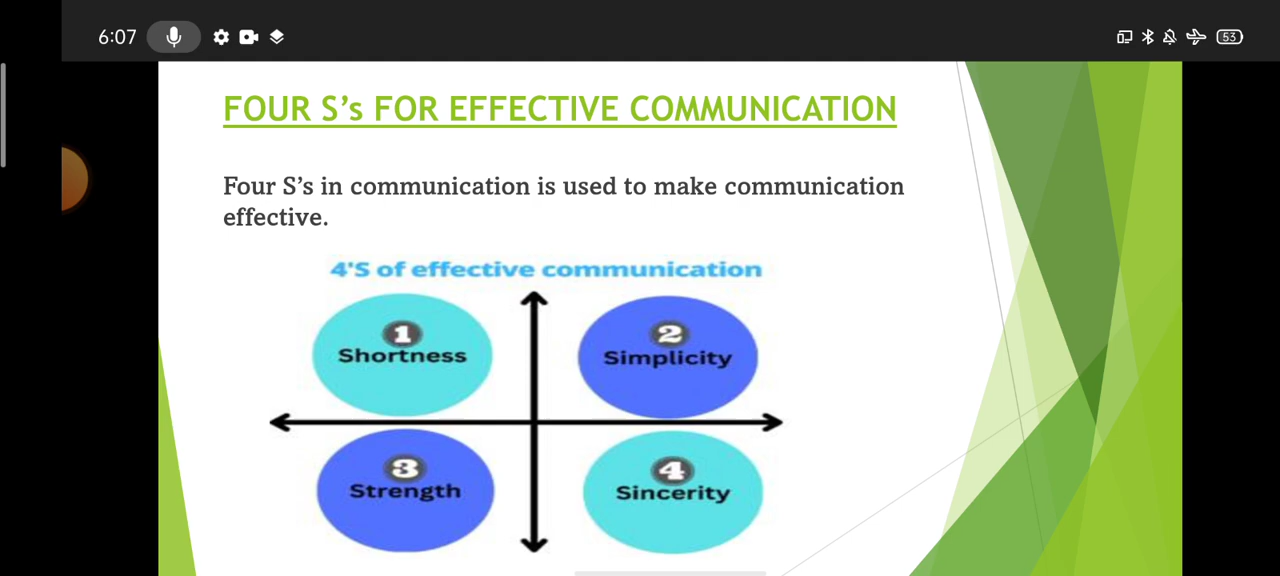 6:07
53
FOUR S’s FOR EFFECTIVE COMMUNICATION
Four S’s in communication is used to make communication
effective.
4'S of effective communication
1
Shortness
2
Simplicity
3
Strength
4
Sincerity